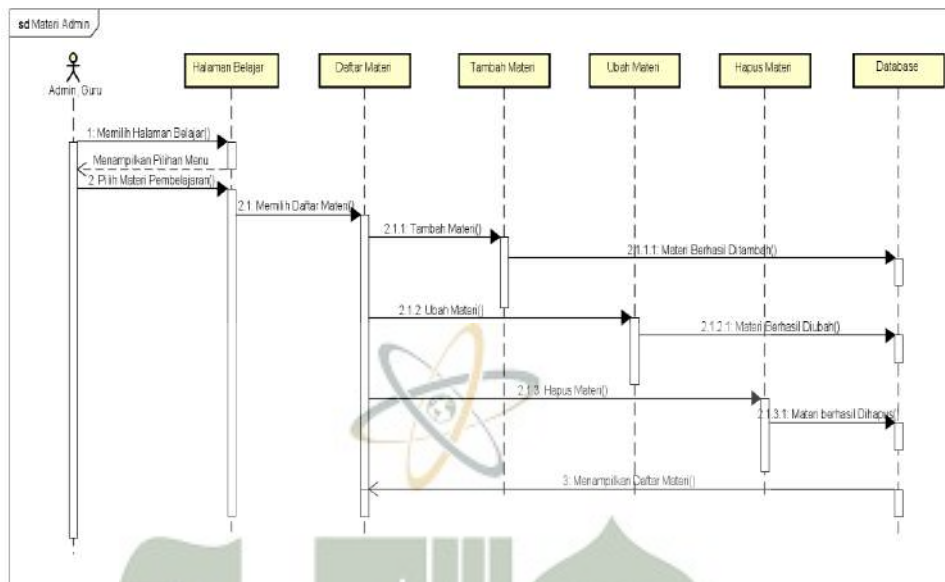 sd Materi Admin
Admin_Guru
Halaman Belajar
Daftar Materi
Tambah Materi
Ubah Materi
Hapus Materi
Database
1: Memilih Halaman Belajar()
Menampilkan Pilihan Menu
2: Pilih Materi Pembelajaran()
2.1: Memilih Daftar Materi()
2.1.1: Tambah Materi()
2.1.1.1: Materi Berhasil Ditambah()
2.1.2: Ubah Materi()
2.1.2.1: Materi Berhasil Diubah()
2.1.3: Hapus Materi()
2.1.3.1: Materi berhasil Dihapus()
3: Menampilkan Daftar Materi()